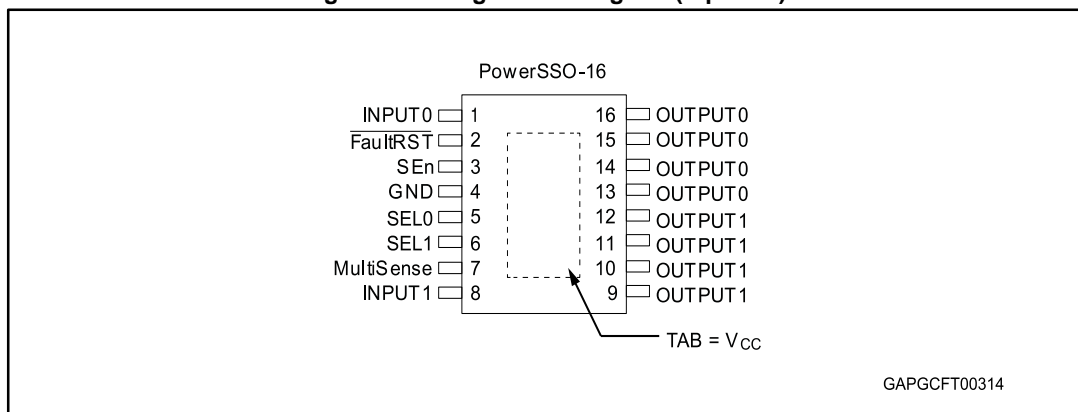 PowerSSO-16
INPUT0 1
FaultRST 2
SEn 3
GND 4
SEL0 5
SEL1 6
MultiSense 7
INPUT1 8
16 OUTPUT0
15 OUTPUT0
14 OUTPUT0
13 OUTPUT0
12 OUTPUT1
11 OUTPUT1
10 OUTPUT1
9 OUTPUT1
TAB = VCC
GAPGCFT00314